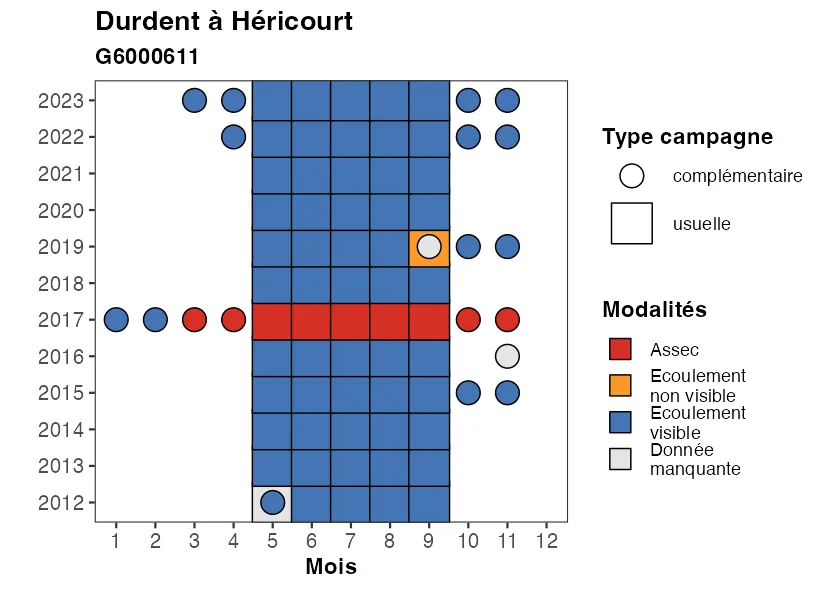 Durdent à Héricourt
G6000611
2023
2022
2021
2020
2019
2018
2017
2016
2015
2014
2013
2012
1 2 3 4 5 6 7 8 9 10 11 12
Mois
Type campagne
complémentaire
usuelle
Modalités
Assec
Ecoulement
non visible
Ecoulement
visible
Donnée
manquante